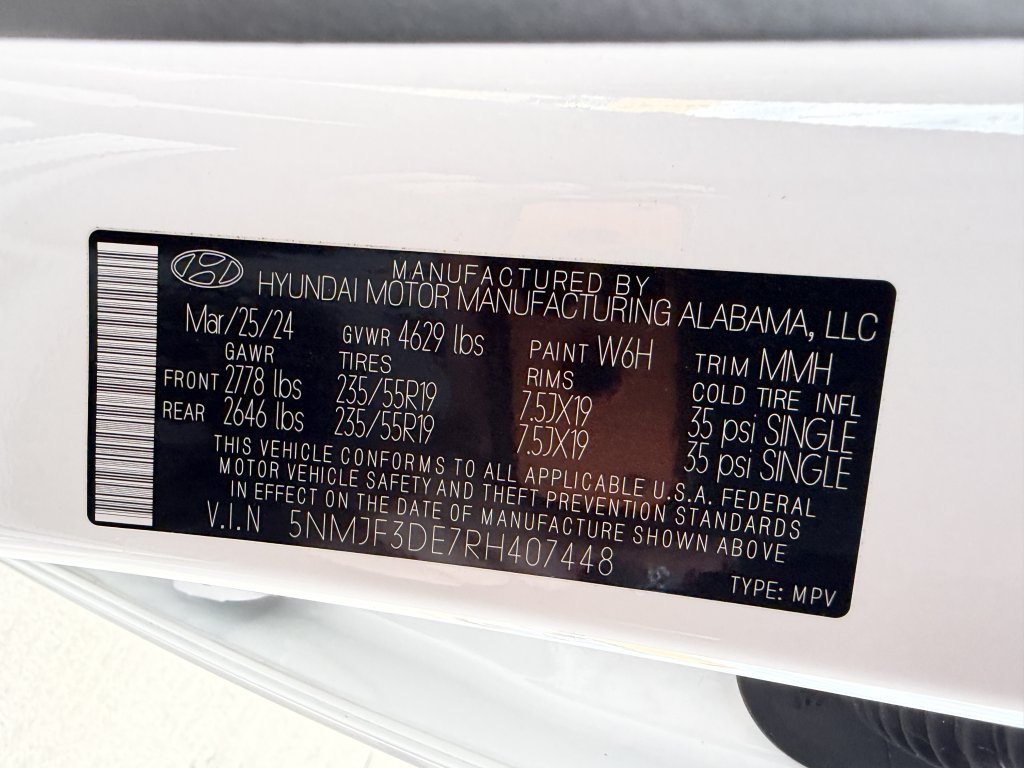 MANUFACTURED BY
HYUNDAI MOTOR MANUFACTURING ALABAMA, LLC
Mar/25/24 GVWR 4629 lbs PAINT W6H TRIM MMH
GAWR TIRES RIMS COLD TIRE INFL
FRONT 2778 lbs 235/55R19 7.5JX19 35 psi SINGLE
REAR 2646 lbs 235/55R19 7.5JX19 35 psi SINGLE
THIS VEHICLE CONFORMS TO ALL APPLICABLE U.S.A. FEDERAL
MOTOR VEHICLE SAFETY AND THEFT PREVENTION STANDARDS
IN EFFECT ON THE DATE OF MANUFACTURE SHOWN ABOVE
V.I.N 5NMJF3DE7RH407448
TYPE: MPV